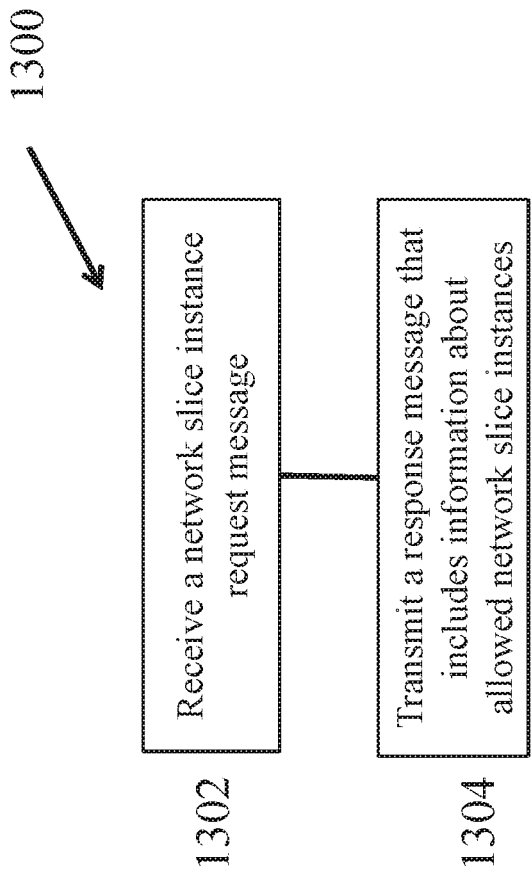 1300
1302
Receive a network slice instance
request message
1304
Transmit a response message that
includes information about
allowed network slice instances